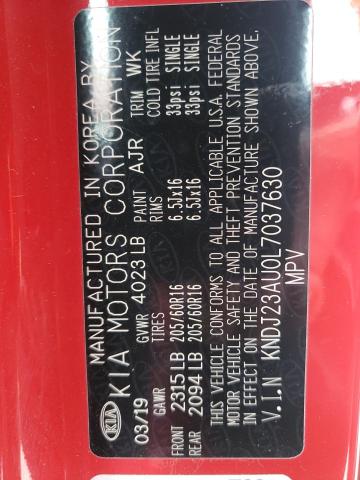 MANUFACTURED IN KOREA BY
KIA KIA MOTORS CORPORATION
03/19 GVWR 4023 LB PAINT AJR TRIM WK
GAWR TIRES RIMS COLD TIRE INFL
FRONT 2315 LB 205/60R16 6.5JX16 33psi SINGLE
REAR 2094 LB 205/60R16 6.5JX16 33psi SINGLE
THIS VEHICLE CONFORMS TO ALL APPLICABLE U.S.A. FEDERAL
MOTOR VEHICLE SAFETY AND THEFT PREVENTION STANDARDS
IN EFFECT ON THE DATE OF MANUFACTURE SHOWN ABOVE.
V.I.N KNDJ23AU0L7037630
MPV